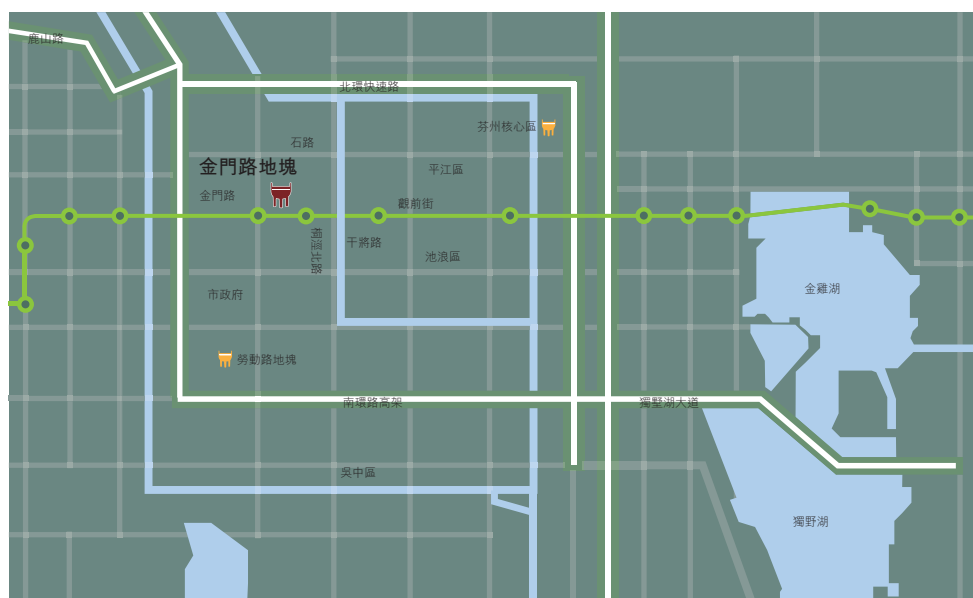 鹿山路
北環快速路
芬州核心區
石路
金門路地塊
平江區
金門路
觀前街
桐涇北路
干將路
池浪區
金雞湖
市政府
勞動路地塊
南環路高架
獨墅湖大道
吳中區
獨野湖